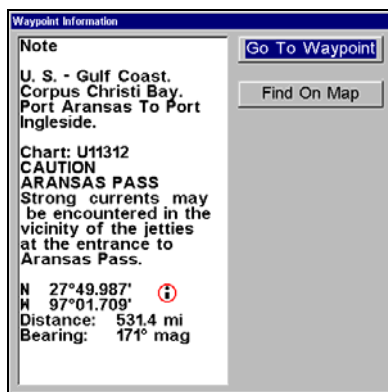 Waypoint Information
Note
U. S. - Gulf Coast.
Corpus Christi Bay.
Port Aransas To Port
Ingleside.
Chart: U11312
CAUTION
ARANSAS PASS
Strong currents may
be encountered in the
vicinity of the jetties
at the entrance to
Aransas Pass.
N 27°49.987'
W 97°01.709'
Distance: 531.4 mi
Bearing: 171° mag
Go To Waypoint
Find On Map